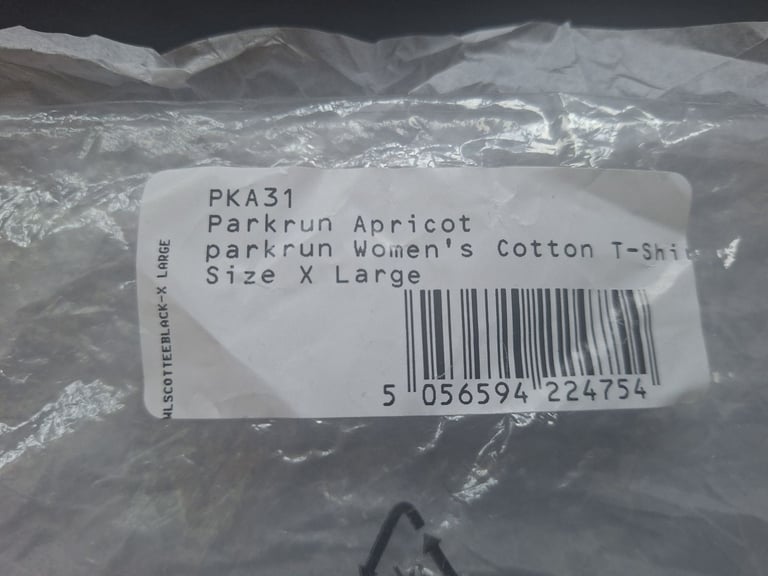 PKA31
Parkrun Apricot
parkrun Women's Cotton T-Shi
Size X Large
WLSCOTTEEBLACK-X LARGE
5 056594 224754